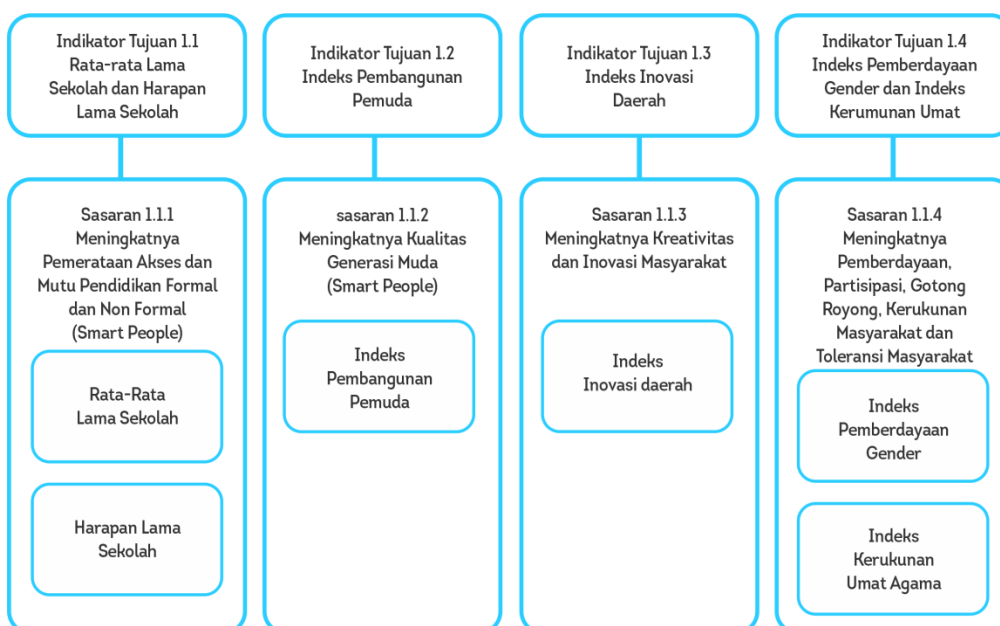 Indikator Tujuan 1.1
Rata-rata Lama
Sekolah dan Harapan
Lama Sekolah
Indikator Tujuan 1.2
Indeks Pembangunan
Pemuda
Indikator Tujuan 1.3
Indeks Inovasi
Daerah
Indikator Tujuan 1.4
Indeks Pemberdayaan
Gender dan Indeks
Kerumunan Umat
Sasaran 1.1.1
Meningkatnya
Pemerataan Akses dan
Mutu Pendidikan Formal
dan Non Formal
(Smart People)
Rata-Rata
Lama Sekolah
Harapan Lama
Sekolah
sasaran 1.1.2
Meningkatnya Kualitas
Generasi Muda
(Smart People)
Indeks
Pembangunan
Pemuda
Sasaran 1.1.3
Meningkatnya Kreativitas
dan Inovasi Masyarakat
Indeks
Inovasi daerah
Sasaran 1.1.4
Meningkatnya
Pemberdayaan,
Partisipasi, Gotong
Royong, Kerukunan
Masyarakat dan
Toleransi Masyarakat
Indeks
Pemberdayaan
Gender
Indeks
Kerukunan
Umat Agama